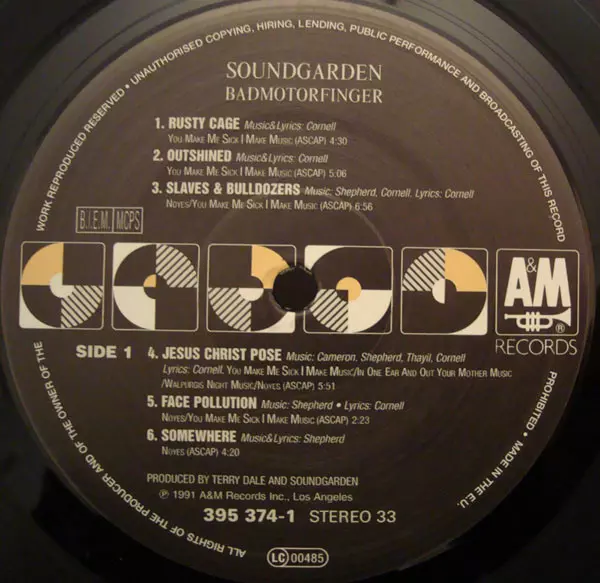 WORK REPRODUCED RESERVED • UNAUTHORISED COPYING, HIRING, LENDING, PUBLIC PERFORMANCE AND BROADCASTING OF THIS RECORD
SOUNDGARDEN
BADMOTORFINGER
1. RUSTY CAGE Music&Lyrics: Cornell
YOU MAKE ME SICK I MAKE MUSIC (ASCAP) 4:30
2. OUTSHINED Music&Lyrics: Cornell
YOU MAKE ME SICK I MAKE MUSIC (ASCAP) 5:06
3. SLAVES & BULLDOZERS Music: Shepherd, Cornell, Lyrics: Cornell
NOYES/YOU MAKE ME SICK I MAKE MUSIC (ASCAP) 6:56
B.I.E.M. MCPS
A&M
®
RECORDS
SIDE 1
4. JESUS CHRIST POSE Music: Cameron, Shepherd, Thayil, Cornell
Lyrics: Cornell, YOU MAKE ME SICK I MAKE MUSIC/IN ONE EAR AND OUT YOUR MOTHER MUSIC
/WALPURGIS NIGHT MUSIC/NOYES (ASCAP) 5:51
5. FACE POLLUTION Music: Shepherd • Lyrics: Cornell
NOYES/YOU MAKE ME SICK I MAKE MUSIC (ASCAP) 2:23
6. SOMEWHERE Music&Lyrics: Shepherd
NOYES (ASCAP) 4:20
PRODUCED BY TERRY DALE AND SOUNDGARDEN
℗ 1991 A&M Records Inc., Los Angeles
395 374-1 STEREO 33
LC 00485
ALL RIGHTS OF THE PRODUCER AND OF THE OWNER OF THE
PROHIBITED • MADE IN THE E.U.